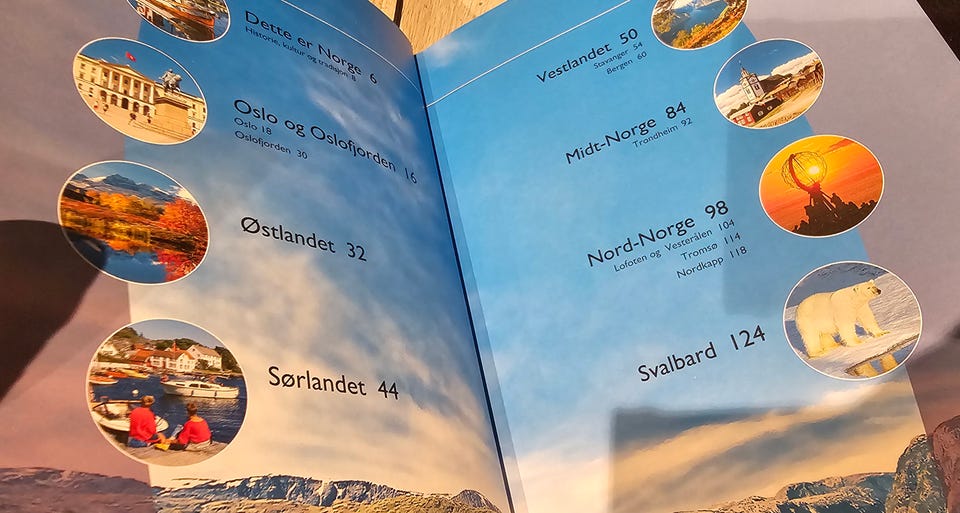 Dette er Norge 6
Historie, kultur og tradisjon 8
Oslo og Oslofjorden 16
Oslo 18
Oslofjorden 30
Østlandet 32
Sørlandet 44
Vestlandet 50
Stavanger 54
Bergen 60
Midt-Norge 84
Trondheim 92
Nord-Norge 98
Lofoten og Vesterålen 104
Tromsø 114
Nordkapp 118
Svalbard 124